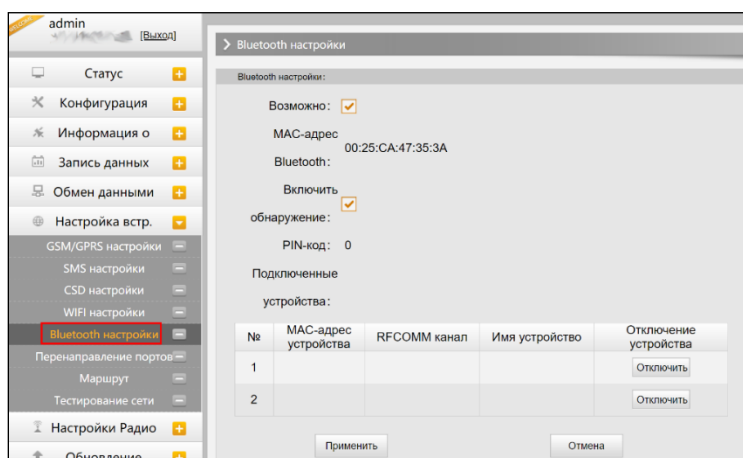 admin
[Выход]
Статус
Конфигурация
Информация о
Запись данных
Обмен данными
Настройка встр.
GSM/GPRS настройки
SMS настройки
CSD настройки
WIFI настройки
Bluetooth настройки
Перенаправление портов
Маршрут
Тестирование сети
Настройки Радио
Обновление
Bluetooth настройки
Bluetooth настройки:
Возможно:
MAC-адрес
Bluetooth:
00:25:CA:47:35:3A
Включить
обнаружение:
PIN-код: 0
Подключенные
устройства:
№ MAC-адрес устройства RFCOMM канал Имя устройство Отключение устройства
1 Отключить
2 Отключить
Применить Отмена